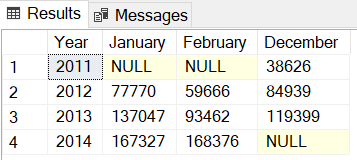 Results Messages
Year January February December
1 2011 NULL NULL 38626
2 2012 77770 59666 84939
3 2013 137047 93462 119399
4 2014 167327 168376 NULL